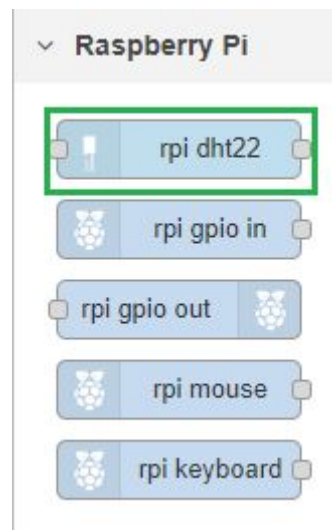 Raspberry Pi
rpi dht22
rpi gpio in
rpi gpio out
rpi mouse
rpi keyboard